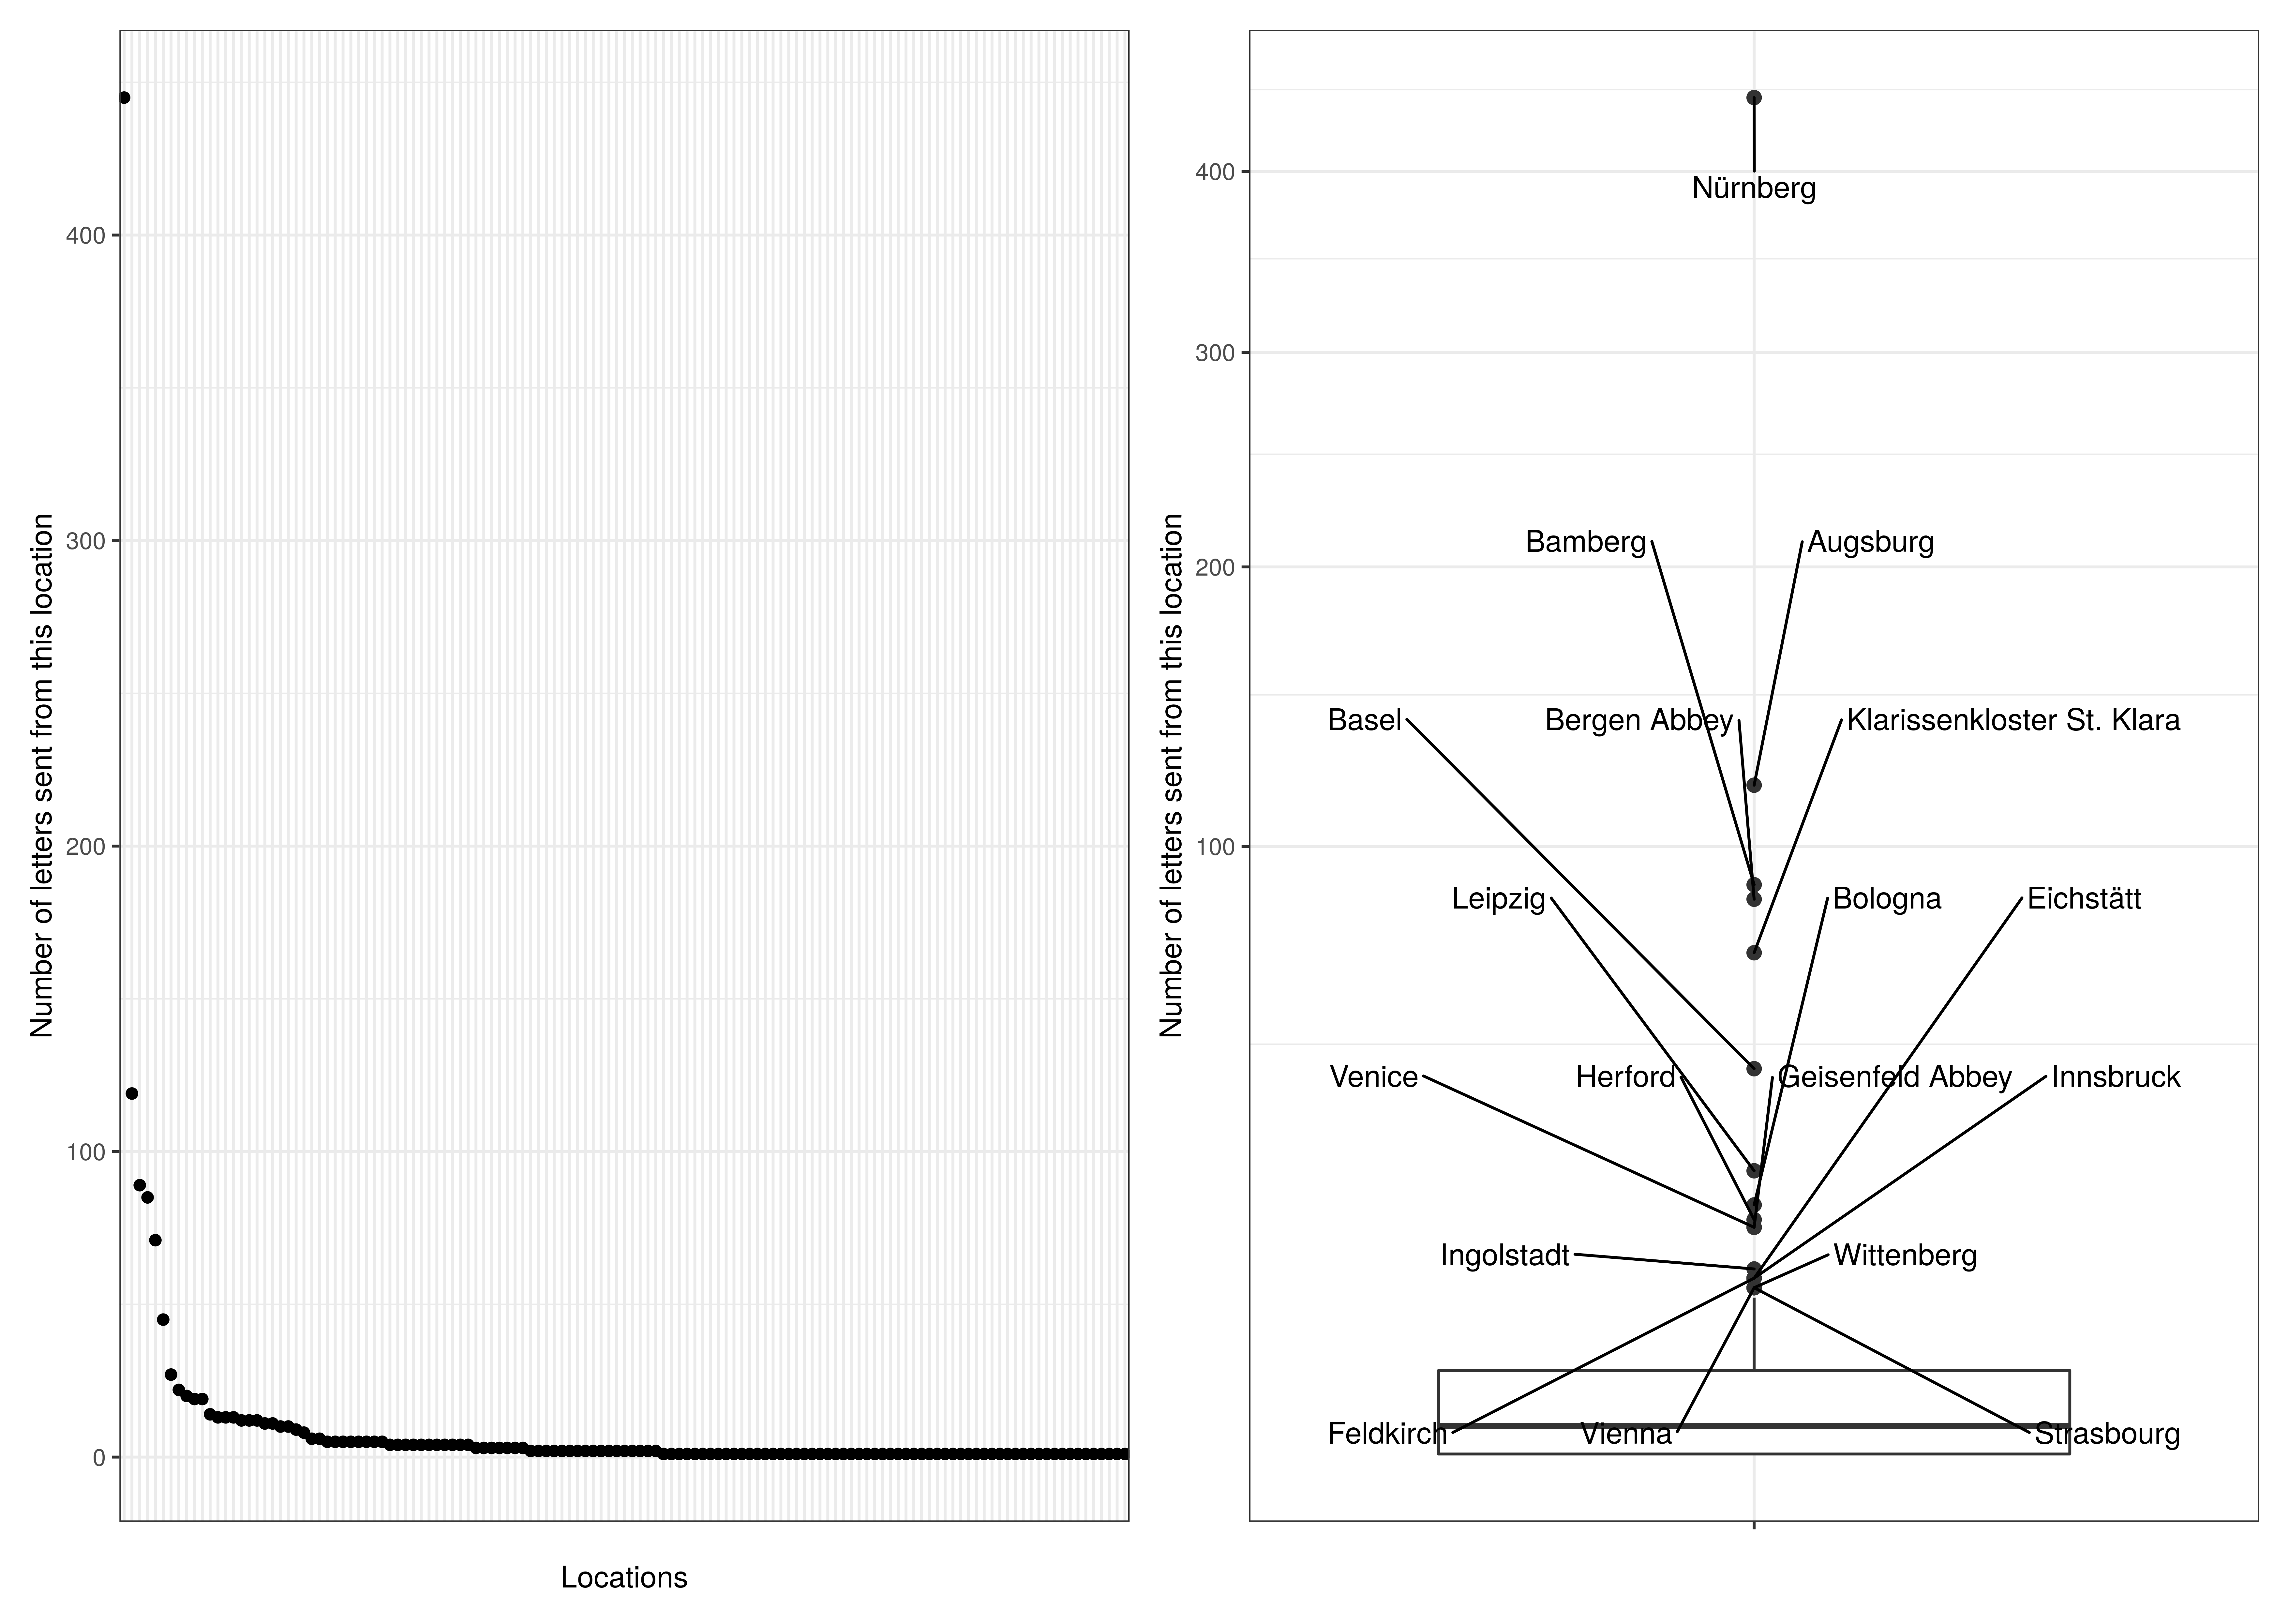 Number of letters sent from this location
400
300
200
100
0
Locations
Number of letters sent from this location
400
300
200
100
Nürnberg
Bamberg
Augsburg
Basel
Bergen Abbey
Klarissenkloster St. Klara
Leipzig
Bologna
Eichstätt
Venice
Herford
Geisenfeld Abbey
Innsbruck
Ingolstadt
Wittenberg
Feldkirch
Vienna
Strasbourg